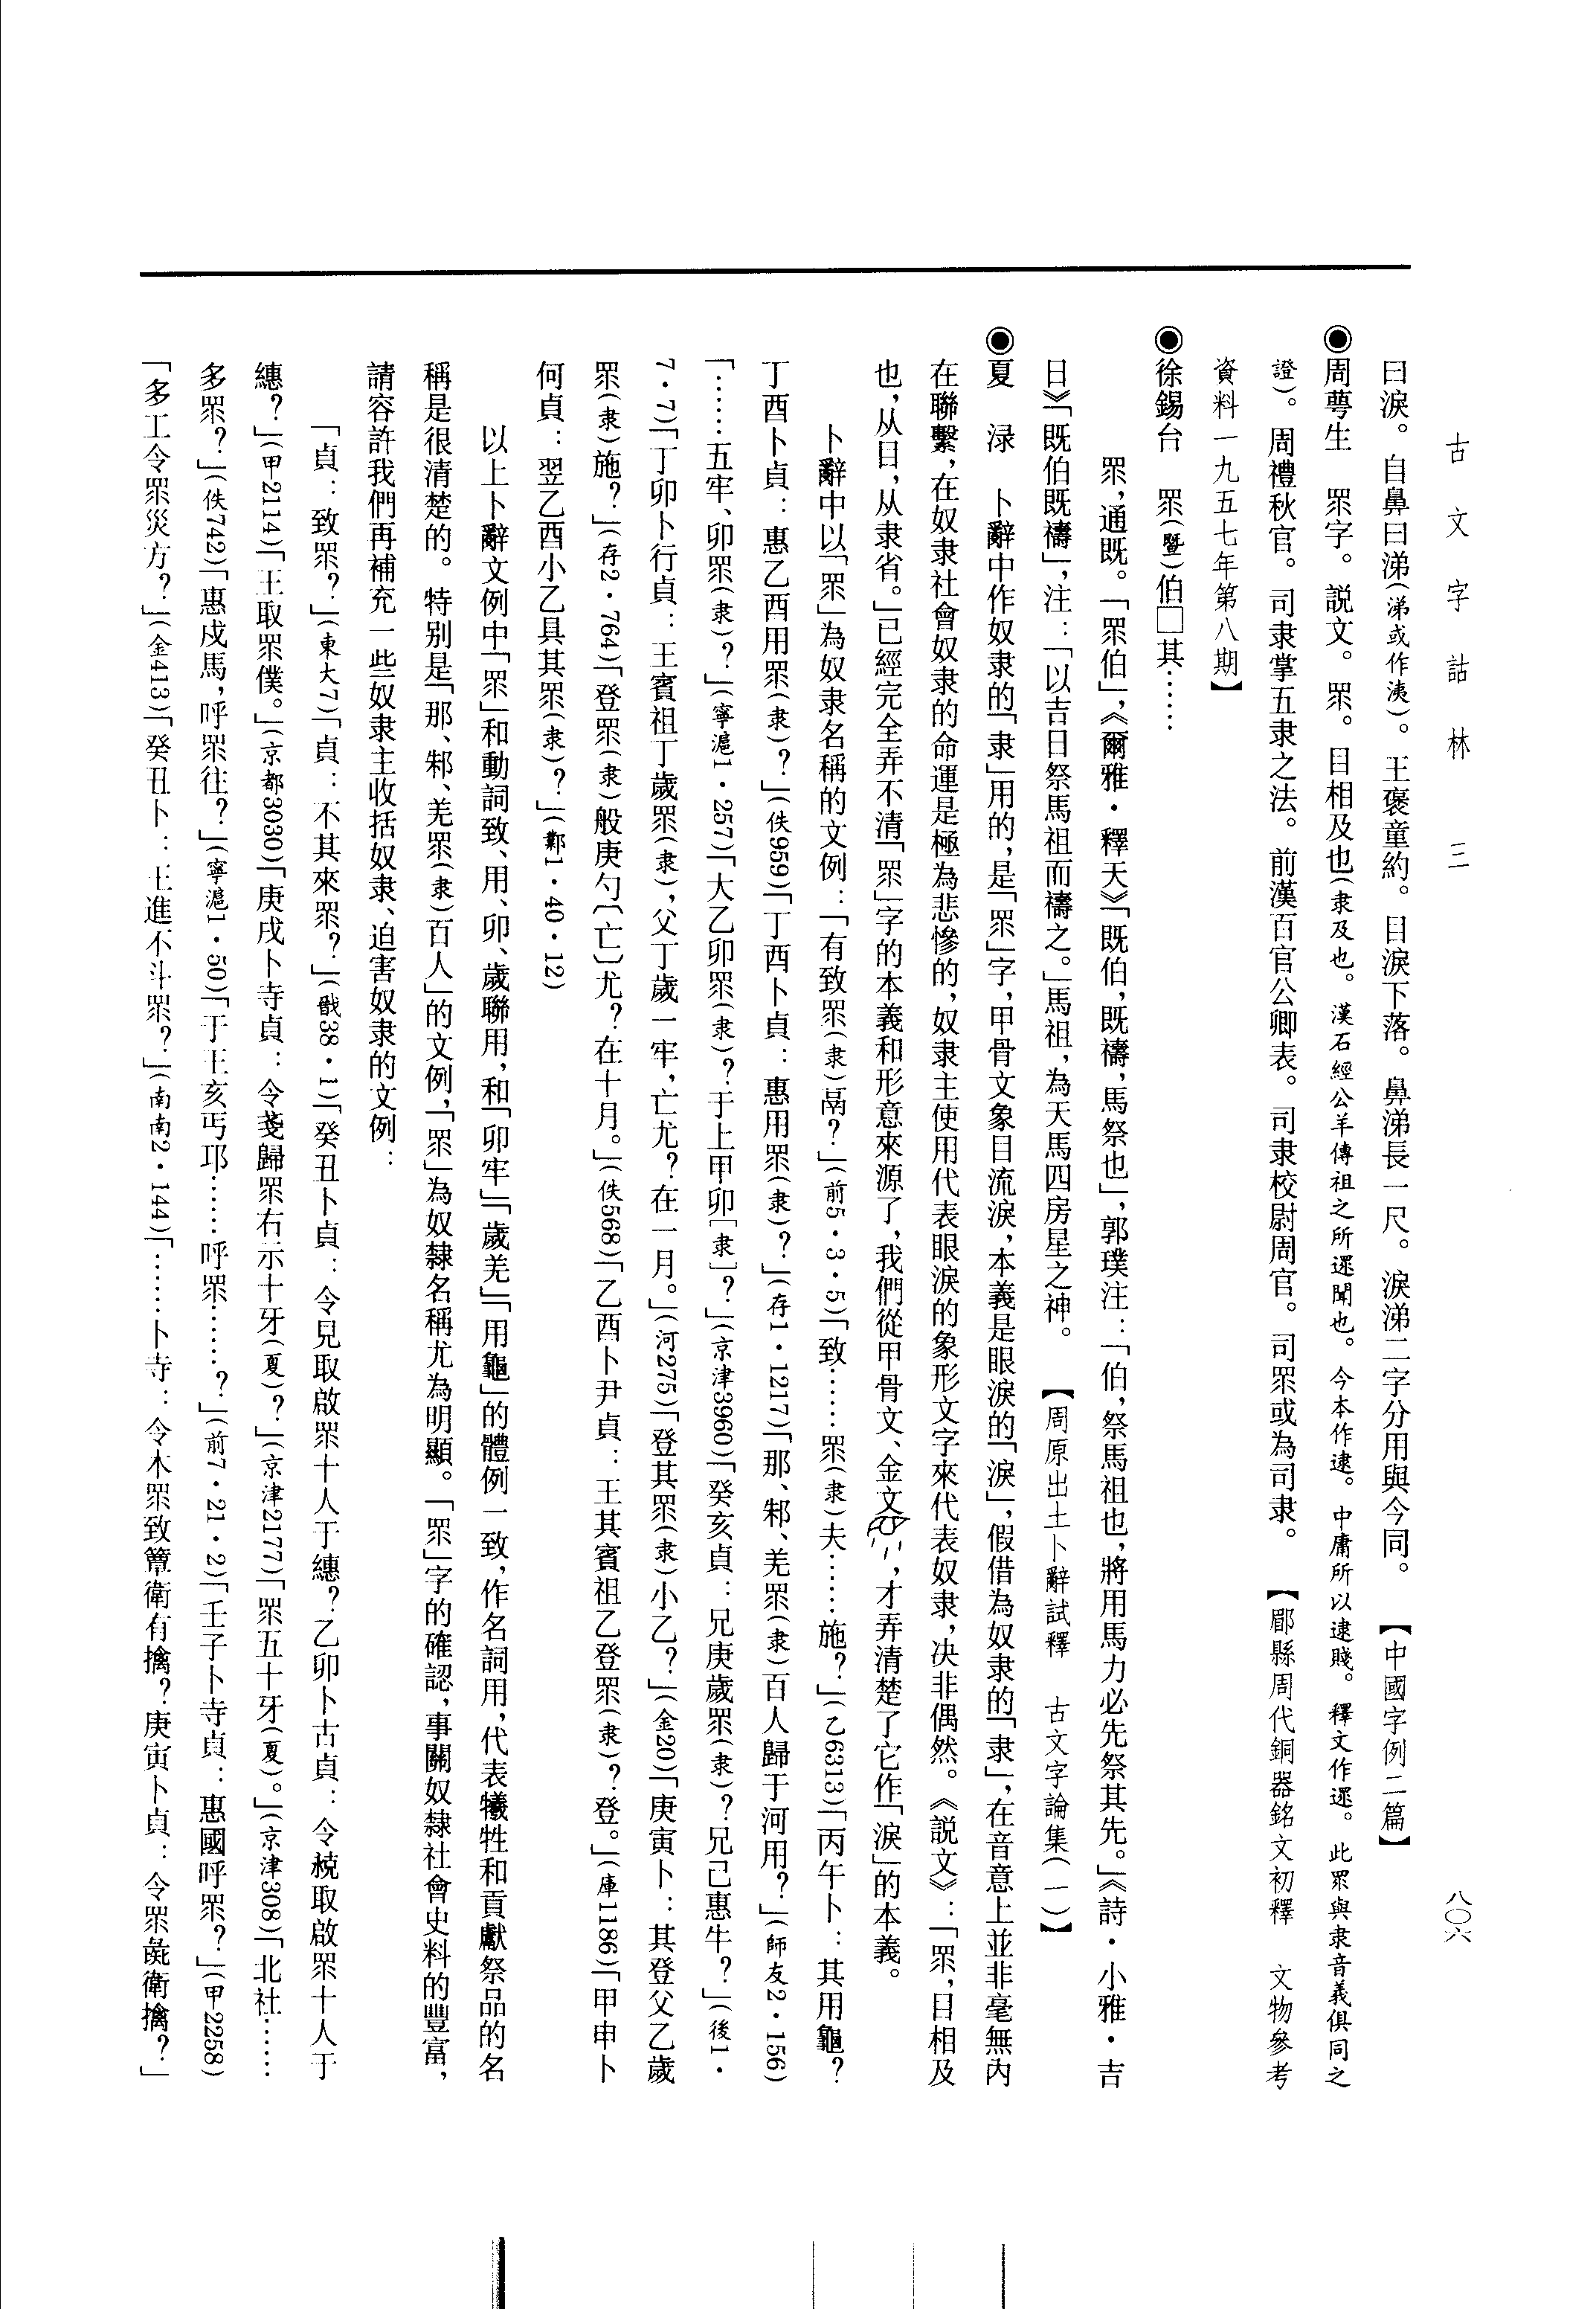 古文字詁林　三
八〇六
曰淚。自鼻曰涕(涕或作洟)。王褒童約。目淚下落。鼻涕長一尺。淚涕二字分用與今同。　【中國字例二篇】
◉周萼生　眔字。説文。眔。目相及也(隶及也。漢石經公羊傳祖之所遝聞也。今本作逮。中庸所以逮賤。釋文作遝。此眔與隶音義俱同之
證)。周禮秋官。司隶掌五隶之法。前漢百官公卿表。司隶校尉周官。司眔或為司隶。　【郿縣周代銅器銘文初釋　文物參考
資料一九五七年第八期】
◉徐錫台　眔(暨)伯□其……
眔,通既。「眔伯」,《爾雅・釋天》「既伯,既禱,馬祭也」,郭璞注:「伯,祭馬祖也,將用馬力必先祭其先。」《詩・小雅・吉
日》「既伯既禱」,注:「以吉日祭馬祖而禱之。」馬祖,為天馬四房星之神。　【周原出土卜辭試釋　古文字論集(一)】
◉夏　渌　卜辭中作奴隶的「隶」用的,是「眔」字,甲骨文象目流淚,本義是眼淚的「淚」,假借為奴隶的「隶」,在音意上並非毫無內
在聯繫,在奴隶社會奴隶的命運是極為悲慘的,奴隶主使用代表眼淚的象形文字來代表奴隶,決非偶然。《説文》:「眔,目相及
也,从目,从隶省。」已經完全弄不清「眔」字的本義和形意來源了,我們從甲骨文、金文,才弄清楚了它作「淚」的本義。
卜辭中以「眔」為奴隶名稱的文例:「有致眔(隶)鬲?」(前5・3・5)「致……眔(隶)夫……施?」(乙6313)「丙午卜:其用龜?
丁酉卜貞:惠乙酉用眔(隶)?」(佚959)「丁酉卜貞:惠用眔(隶)?」(存1・1217)「那、邾、羌眔(隶)百人歸于河用?」(師友2・156)
「……五牢、卯眔(隶)?」(寧滬1・257)「大乙卯眔(隶)?于上甲卯[隶]?」(京津3960)「癸亥貞:兄庚歲眔(隶)?兄己惠牛?」(後1・
7・7)「丁卯卜行貞:王賓祖丁歲眔(隶),父丁歲一牢,亡尤?在一月。」(河275)「登其眔(隶)小乙?」(金20)「庚寅卜:其登父乙歲
眔(隶)施?」(存2・764)「登眔(隶)般庚勺〔亡〕尤?在十月。」(佚568)「乙酉卜尹貞:王其賓祖乙登眔(隶)?登。」(庫1186)「甲申卜
何貞:翌乙酉小乙具其眔(隶)?」(鄴1・40・12)
以上卜辭文例中「眔」和動詞致、用、卯、歲聯用,和「卯牢」「歲羌」「用龜」的體例一致,作名詞用,代表犧牲和貢獻祭品的名
稱是很清楚的。特别是「那、邾、羌眔(隶)百人」的文例,「眔」為奴隸名稱尤為明顯。「眔」字的確認,事關奴隸社會史料的豐富,
請容許我們再補充一些奴隶主收括奴隶、迫害奴隶的文例:
「貞:致眔?」(東大7)「貞:不其來眔?」(戩38・1)「癸丑卜貞:令見取啟眔十人于繐?乙卯卜古貞:令取啟眔十人于
繐?」(甲2114)「王取眔僕。」(京都3030)「庚戌卜寺貞:令戔歸眔右示十牙(夏)?」(京津2177)「眔五十牙(夏)。」(京津308)「北社……
多眔?」(佚742)「惠戍馬,呼眔往?」(寧滬1・50)「于王亥丐邛……呼眔……?」(前7・21・2)「壬子卜寺貞:惠國呼眔?」(甲2258)
「多工令眔災方?」(金413)「癸丑卜:王進不斗眔?」(南南2・144)「……卜寺:令木眔致簟衛有擒?庚寅卜貞:令眔彘衛擒?」